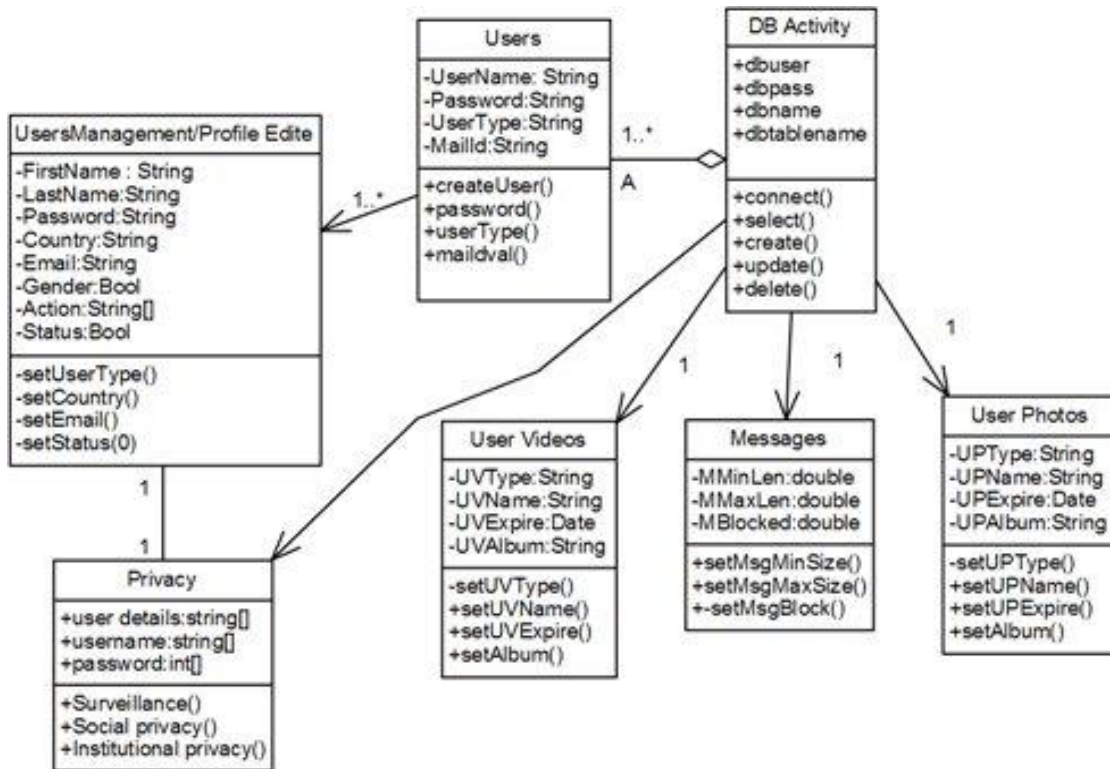 Users
-UserName: String
-Password:String
-UserType:String
-MailId:String
+createUser()
+password()
+userType()
+maildval()
DB Activity
+dbuser
+dbpass
+dbname
+dbtablename
+connect()
+select()
+create()
+update()
+delete()
1..*
A
UsersManagement/Profile Edite
-FirstName : String
-LastName:String
-Password:String
-Country:String
-Email:String
-Gender:Bool
-Action:String[]
-Status:Bool
-setUserType()
-setCountry()
-setEmail()
-setStatus(0)
1..*
1
1
Privacy
+user details:string[]
+username:string[]
+password:int[]
+Surveillance()
+Social privacy()
+Institutional privacy()
1
User Videos
-UVType:String
-UVName:String
-UVExpire:Date
-UVAlbum:String
-setUVType()
+setUVName()
+setUVExpire()
+setAlbum()
1
Messages
-MMinLen:double
-MMaxLen:double
-MBlocked:double
+setMsgMinSize()
+setMsgMaxSize()
+-setMsgBlock()
1
User Photos
-UPType:String
-UPName:String
-UPExpire:Date
-UPAlbum:String
-setUPType()
+setUPName()
+setUPExpire()
+setAlbum()